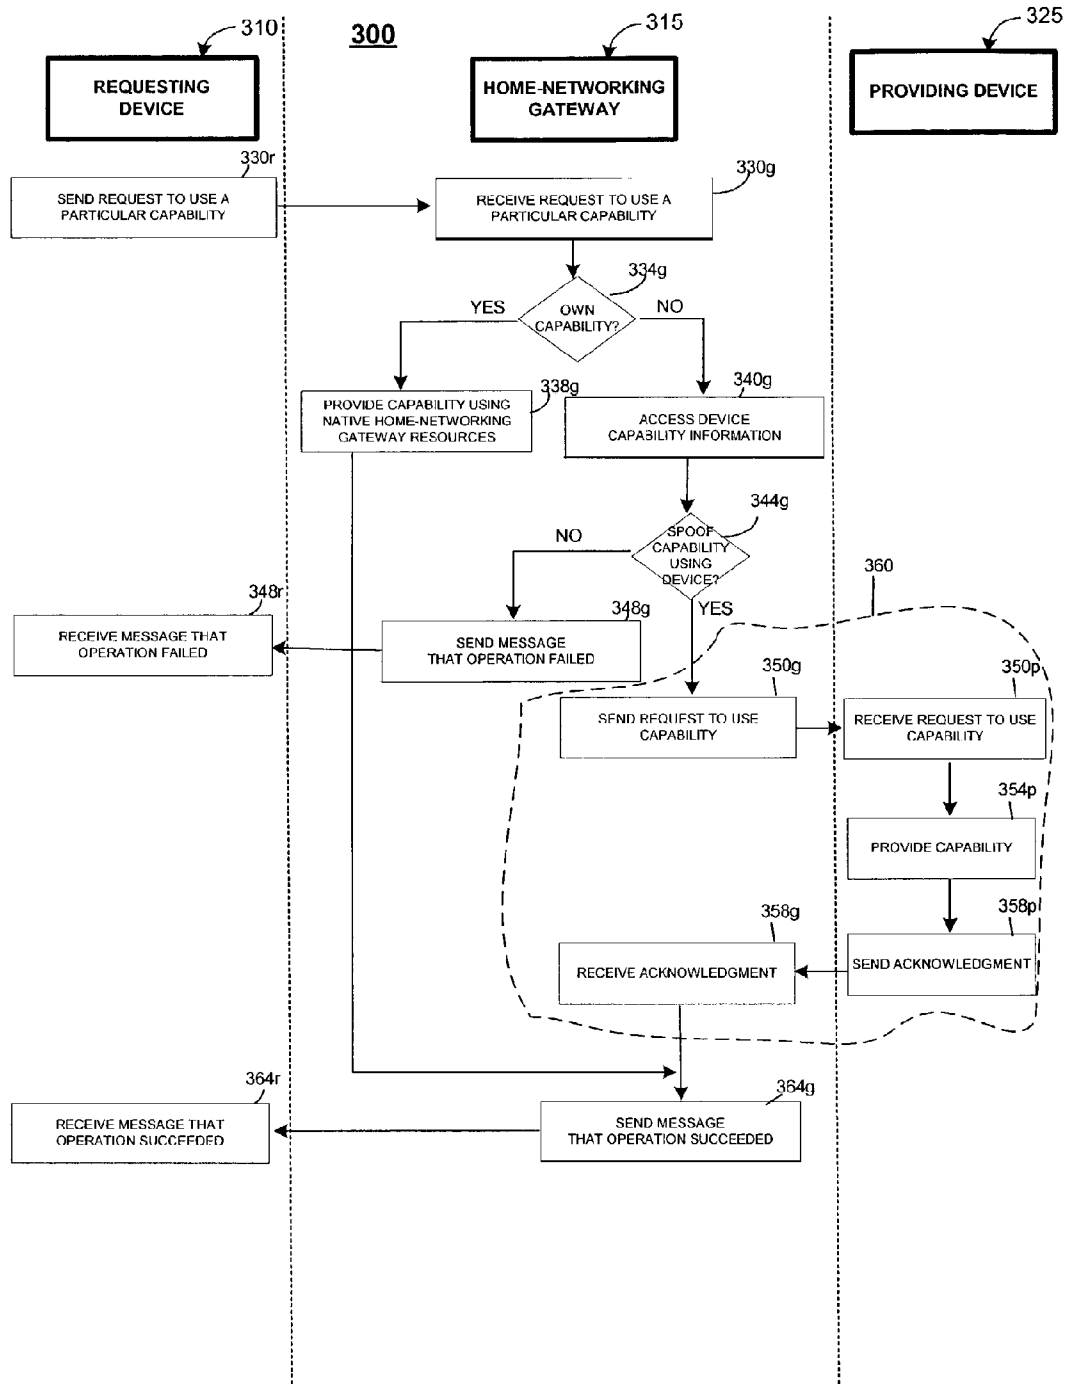 300
310
315
325
REQUESTING
DEVICE
HOME-NETWORKING
GATEWAY
PROVIDING DEVICE
330r
SEND REQUEST TO USE A
PARTICULAR CAPABILITY
330g
RECEIVE REQUEST TO USE A
PARTICULAR CAPABILITY
334g
OWN
CAPABILITY?
YES
NO
338g
PROVIDE CAPABILITY USING
NATIVE HOME-NETWORKING
GATEWAY RESOURCES
340g
ACCESS DEVICE
CAPABILITY INFORMATION
344g
SPOOF
CAPABILITY
USING
DEVICE?
NO
YES
360
348r
RECEIVE MESSAGE THAT
OPERATION FAILED
348g
SEND MESSAGE
THAT OPERATION FAILED
350g
SEND REQUEST TO USE
CAPABILITY
350p
RECEIVE REQUEST TO USE
CAPABILITY
354p
PROVIDE CAPABILITY
358p
SEND ACKNOWLEDGMENT
358g
RECEIVE ACKNOWLEDGMENT
364r
RECEIVE MESSAGE THAT
OPERATION SUCCEEDED
364g
SEND MESSAGE
THAT OPERATION SUCCEEDED